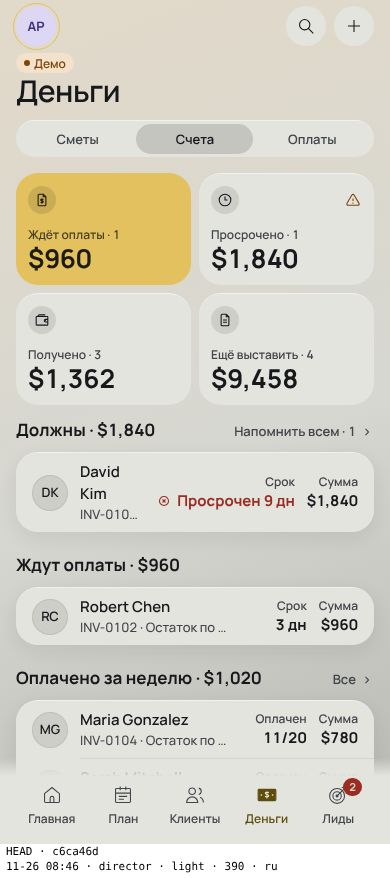 AP
Демо
Деньги
Сметы Счета Оплаты
Ждёт оплаты · 1
$960
Просрочено · 1
$1,840
Получено · 3
$1,362
Ещё выставить · 4
$9,458
Должны · $1,840 Напомнить всем · 1 >
DK
David Kim
INV-010...
Срок
Просрочен 9 дн
Сумма
$1,840
Ждут оплаты · $960
RC
Robert Chen
INV-0102 · Остаток по ...
Срок
3 дн
Сумма
$960
Оплачено за неделю · $1,020 Все >
MG
Maria Gonzalez
INV-0104 · Остаток по ...
Оплачен
11/20
Сумма
$780
Главная План Клиенты Деньги Лиды
2
HEAD · c6ca46d
11-26 08:46 · director · light · 390 · ru